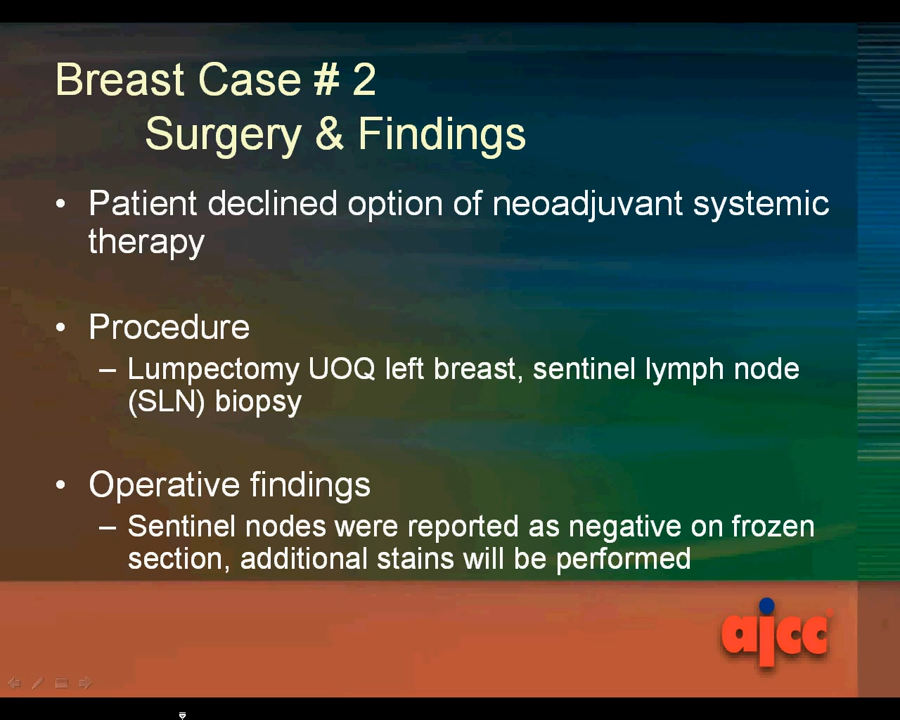 Breast Case # 2
Surgery & Findings
• Patient declined option of neoadjuvant systemic
therapy
• Procedure
– Lumpectomy UOQ left breast, sentinel lymph node
(SLN) biopsy
• Operative findings
– Sentinel nodes were reported as negative on frozen
section, additional stains will be performed
ajcc